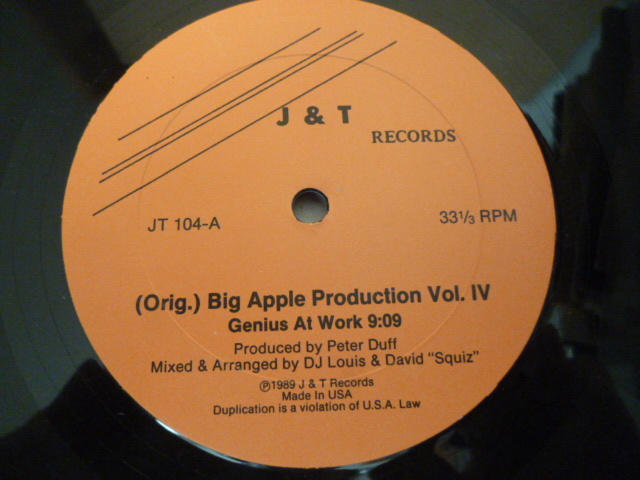 J & T
RECORDS
JT 104-A
33⅓ RPM
(Orig.) Big Apple Production Vol. IV
Genius At Work 9:09
Produced by Peter Duff
Mixed & Arranged by DJ Louis & David "Squiz"
℗1989 J & T Records
Made In USA
Duplication is a violation of U.S.A. Law